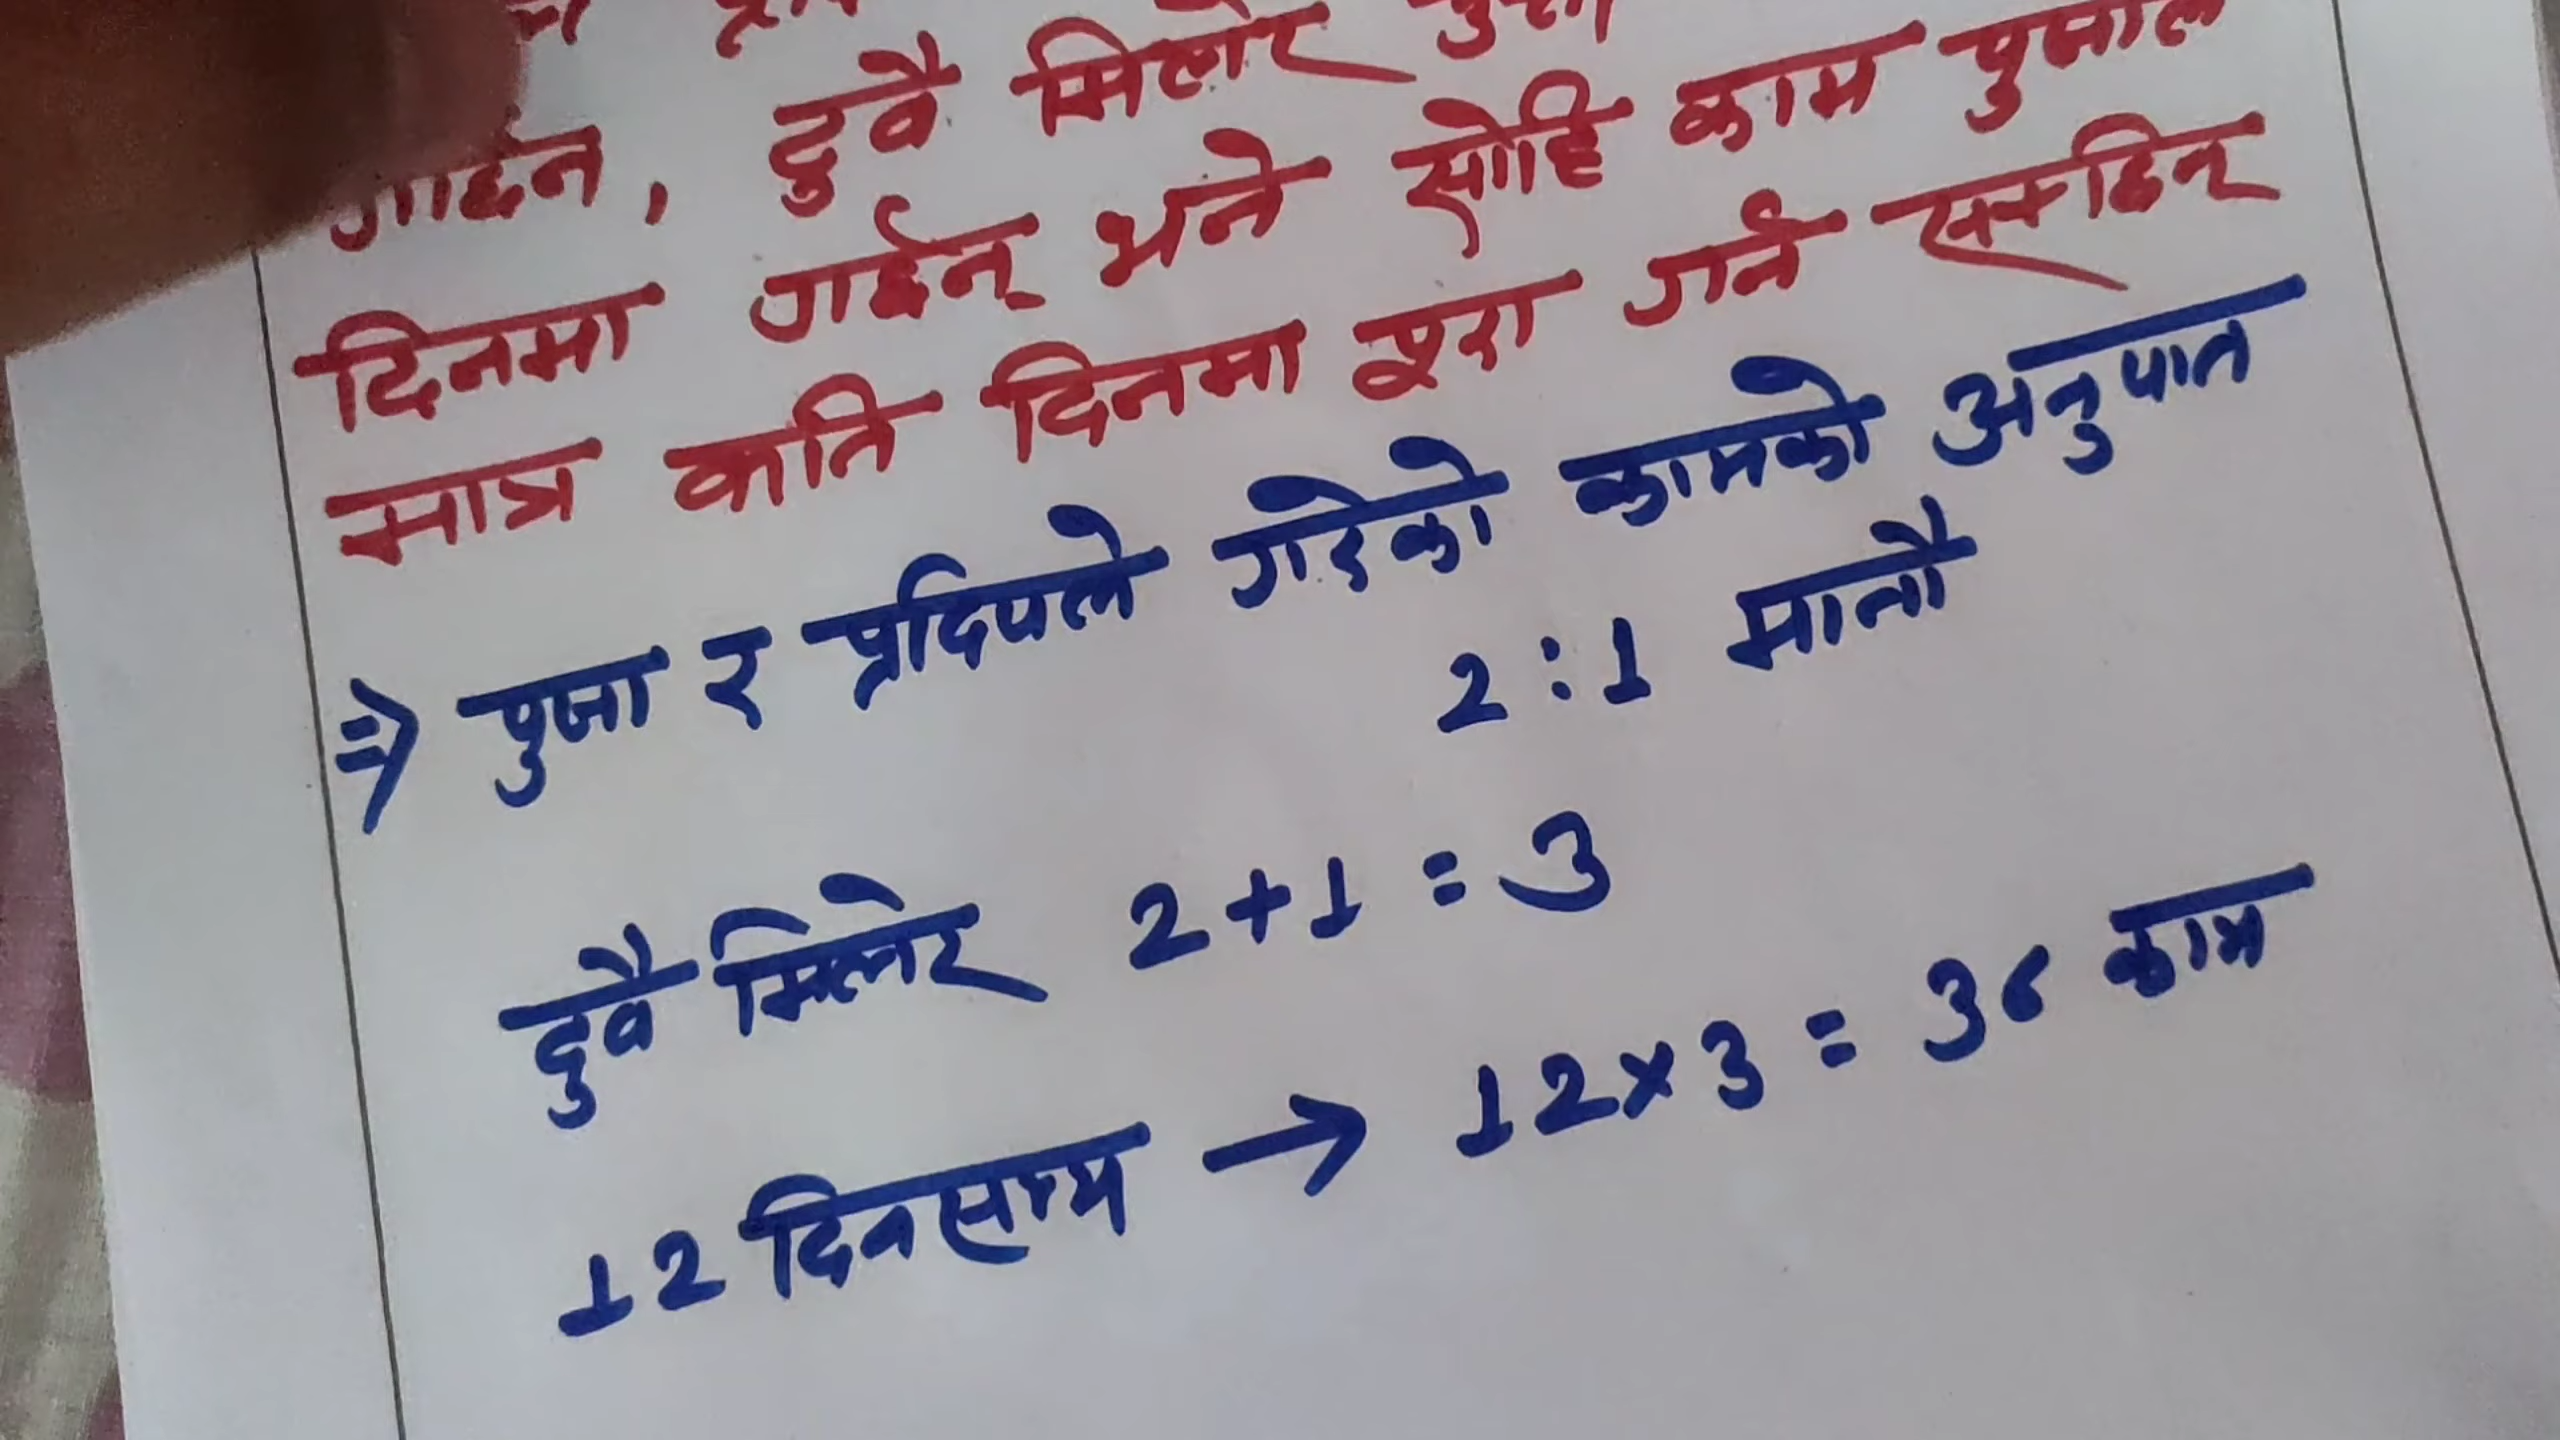 गर्छिन, दुवै मिलेर
दिनमा गर्छन् भने सोहि काम पुजाले
मात्र कति दिनमा पुरा गर्न सक्छिन्
⇒ पुजा र प्रदिपले गरेको कामको अनुपात
2 : 1 मानौ
दुवै मिलेर 2 + 1 = 3
12 दिनसम्म → 12 × 3 = 36 काम